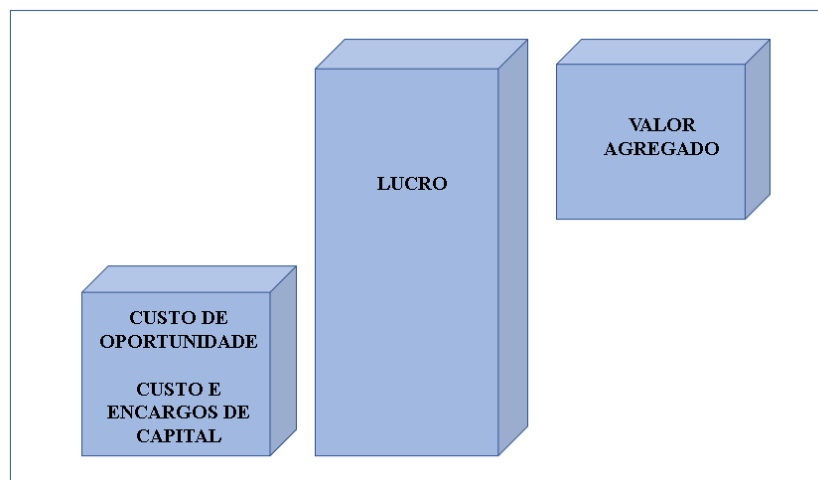 CUSTO DE
OPORTUNIDADE
CUSTO E
ENCARGOS DE
CAPITAL
LUCRO
VALOR
AGREGADO